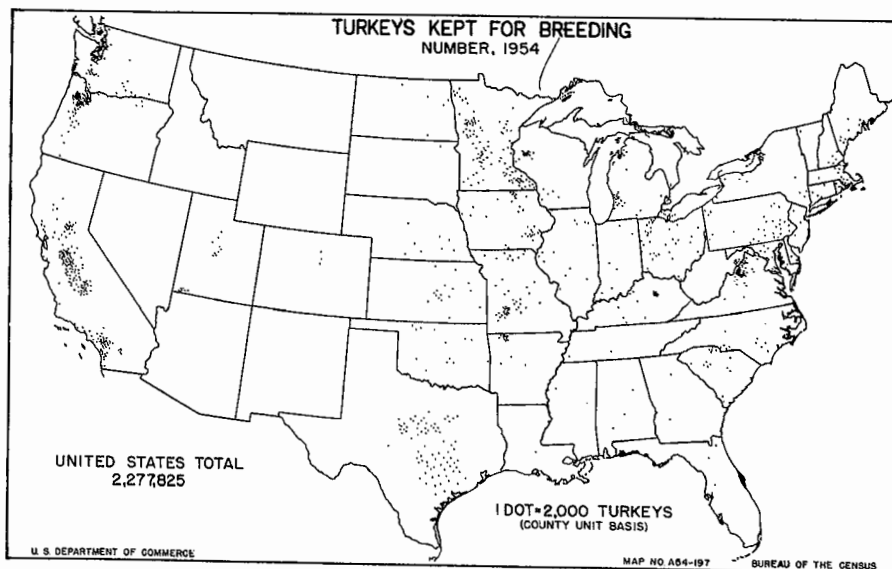 TURKEYS KEPT FOR BREEDING
NUMBER, 1954
UNITED STATES TOTAL
2,277,825
1 DOT=2,000 TURKEYS
(COUNTY UNIT BASIS)
U. S. DEPARTMENT OF COMMERCE
MAP NO. A54-197
BUREAU OF THE CENSUS